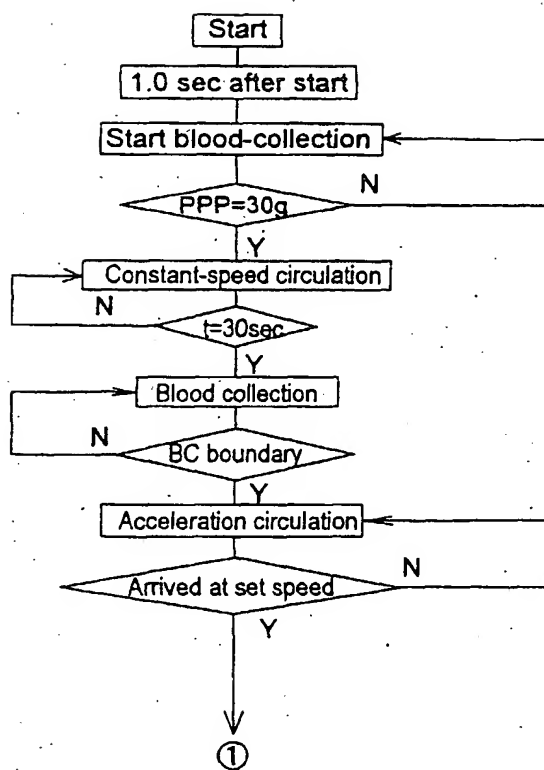 Start
1.0 sec after start
Start blood-collection
N
PPP=30g
Y
Constant-speed circulation
N
t=30sec
Y
Blood collection
N
BC boundary
Y
Acceleration circulation
N
Arrived at set speed
Y
①